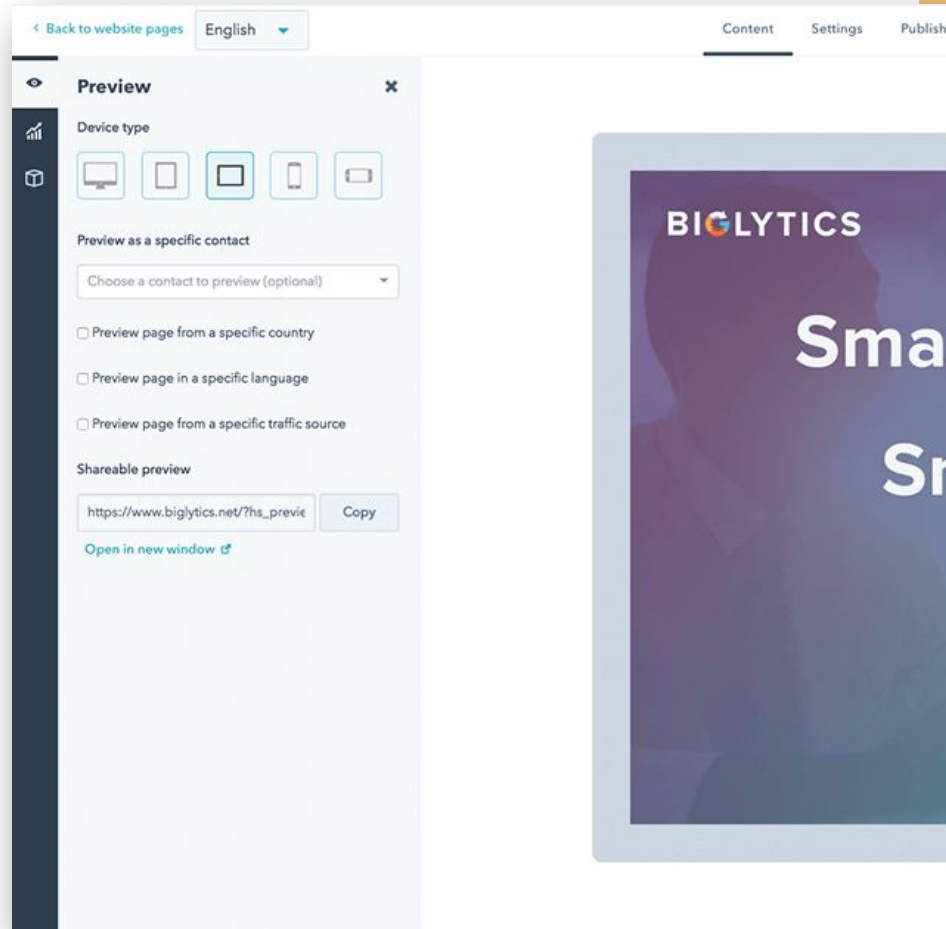 Back to website pages
English
Content
Settings
Publish
Preview
Device type
Preview as a specific contact
Choose a contact to preview (optional)
Preview page from a specific country
Preview page in a specific language
Preview page from a specific traffic source
Shareable preview
https://www.biglytics.net/?hs_previe
Copy
Open in new window
BIGLYTICS
Sma
Sm